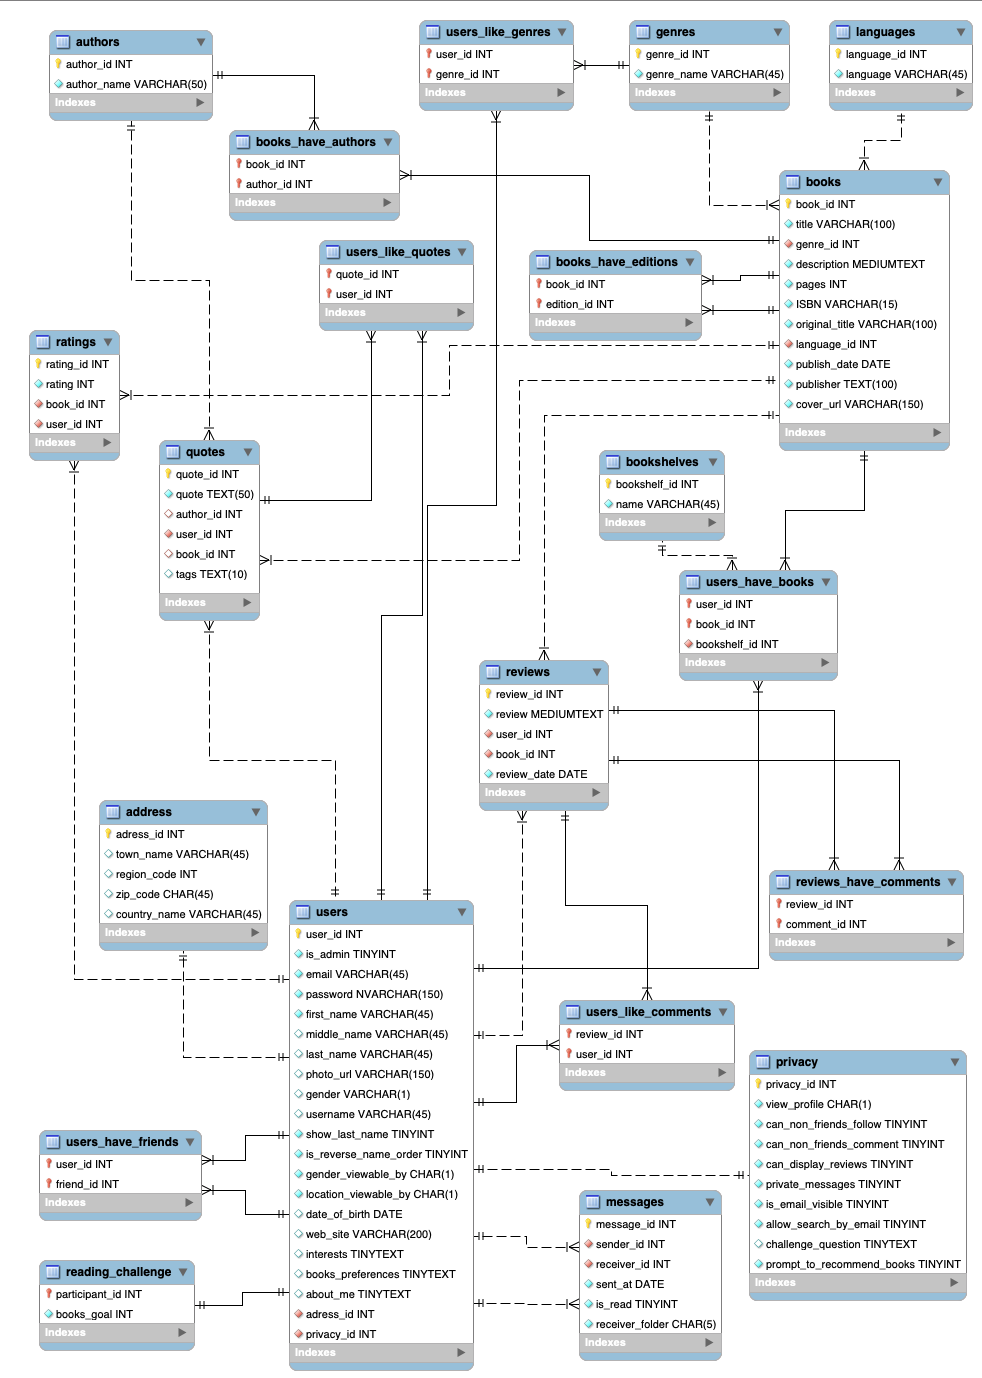 authors
author_id INT
author_name VARCHAR(50)
Indexes
users_like_genres
user_id INT
genre_id INT
Indexes
genres
genre_id INT
genre_name VARCHAR(45)
Indexes
languages
language_id INT
language VARCHAR(45)
Indexes
books_have_authors
book_id INT
author_id INT
Indexes
books
book_id INT
title VARCHAR(100)
genre_id INT
description MEDIUMTEXT
pages INT
ISBN VARCHAR(15)
original_title VARCHAR(100)
language_id INT
publish_date DATE
publisher TEXT(100)
cover_url VARCHAR(150)
Indexes
users_like_quotes
quote_id INT
user_id INT
Indexes
books_have_editions
book_id INT
edition_id INT
Indexes
ratings
rating_id INT
rating INT
book_id INT
user_id INT
Indexes
quotes
quote_id INT
quote TEXT(50)
author_id INT
user_id INT
book_id INT
tags TEXT(10)
Indexes
bookshelves
bookshelf_id INT
name VARCHAR(45)
Indexes
users_have_books
user_id INT
book_id INT
bookshelf_id INT
Indexes
reviews
review_id INT
review MEDIUMTEXT
user_id INT
book_id INT
review_date DATE
Indexes
address
adress_id INT
town_name VARCHAR(45)
region_code INT
zip_code CHAR(45)
country_name VARCHAR(45)
Indexes
reviews_have_comments
review_id INT
comment_id INT
Indexes
users
user_id INT
is_admin TINYINT
email VARCHAR(45)
password NVARCHAR(150)
first_name VARCHAR(45)
middle_name VARCHAR(45)
last_name VARCHAR(45)
photo_url VARCHAR(150)
gender VARCHAR(1)
username VARCHAR(45)
show_last_name TINYINT
is_reverse_name_order TINYINT
gender_viewable_by CHAR(1)
location_viewable_by CHAR(1)
date_of_birth DATE
web_site VARCHAR(200)
interests TINYTEXT
books_preferences TINYTEXT
about_me TINYTEXT
adress_id INT
privacy_id INT
Indexes
users_like_comments
review_id INT
user_id INT
Indexes
privacy
privacy_id INT
view_profile CHAR(1)
can_non_friends_follow TINYINT
can_non_friends_comment TINYINT
can_display_reviews TINYINT
private_messages TINYINT
is_email_visible TINYINT
allow_search_by_email TINYINT
challenge_question TINYTEXT
prompt_to_recommend_books TINYINT
Indexes
users_have_friends
user_id INT
friend_id INT
Indexes
messages
message_id INT
sender_id INT
receiver_id INT
sent_at DATE
is_read TINYINT
receiver_folder CHAR(5)
Indexes
reading_challenge
participant_id INT
books_goal INT
Indexes